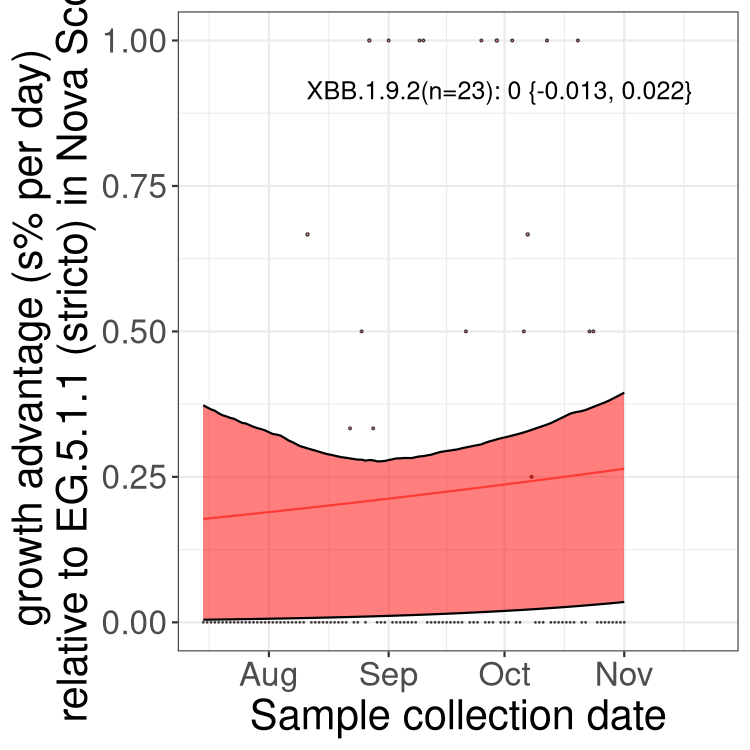 growth advantage (s% per day)
relative to EG.5.1.1 (stricto) in Nova Sco
1.00
0.75
0.50
0.25
0.00
XBB.1.9.2(n=23): 0 {-0.013, 0.022}
Aug Sep Oct Nov
Sample collection date